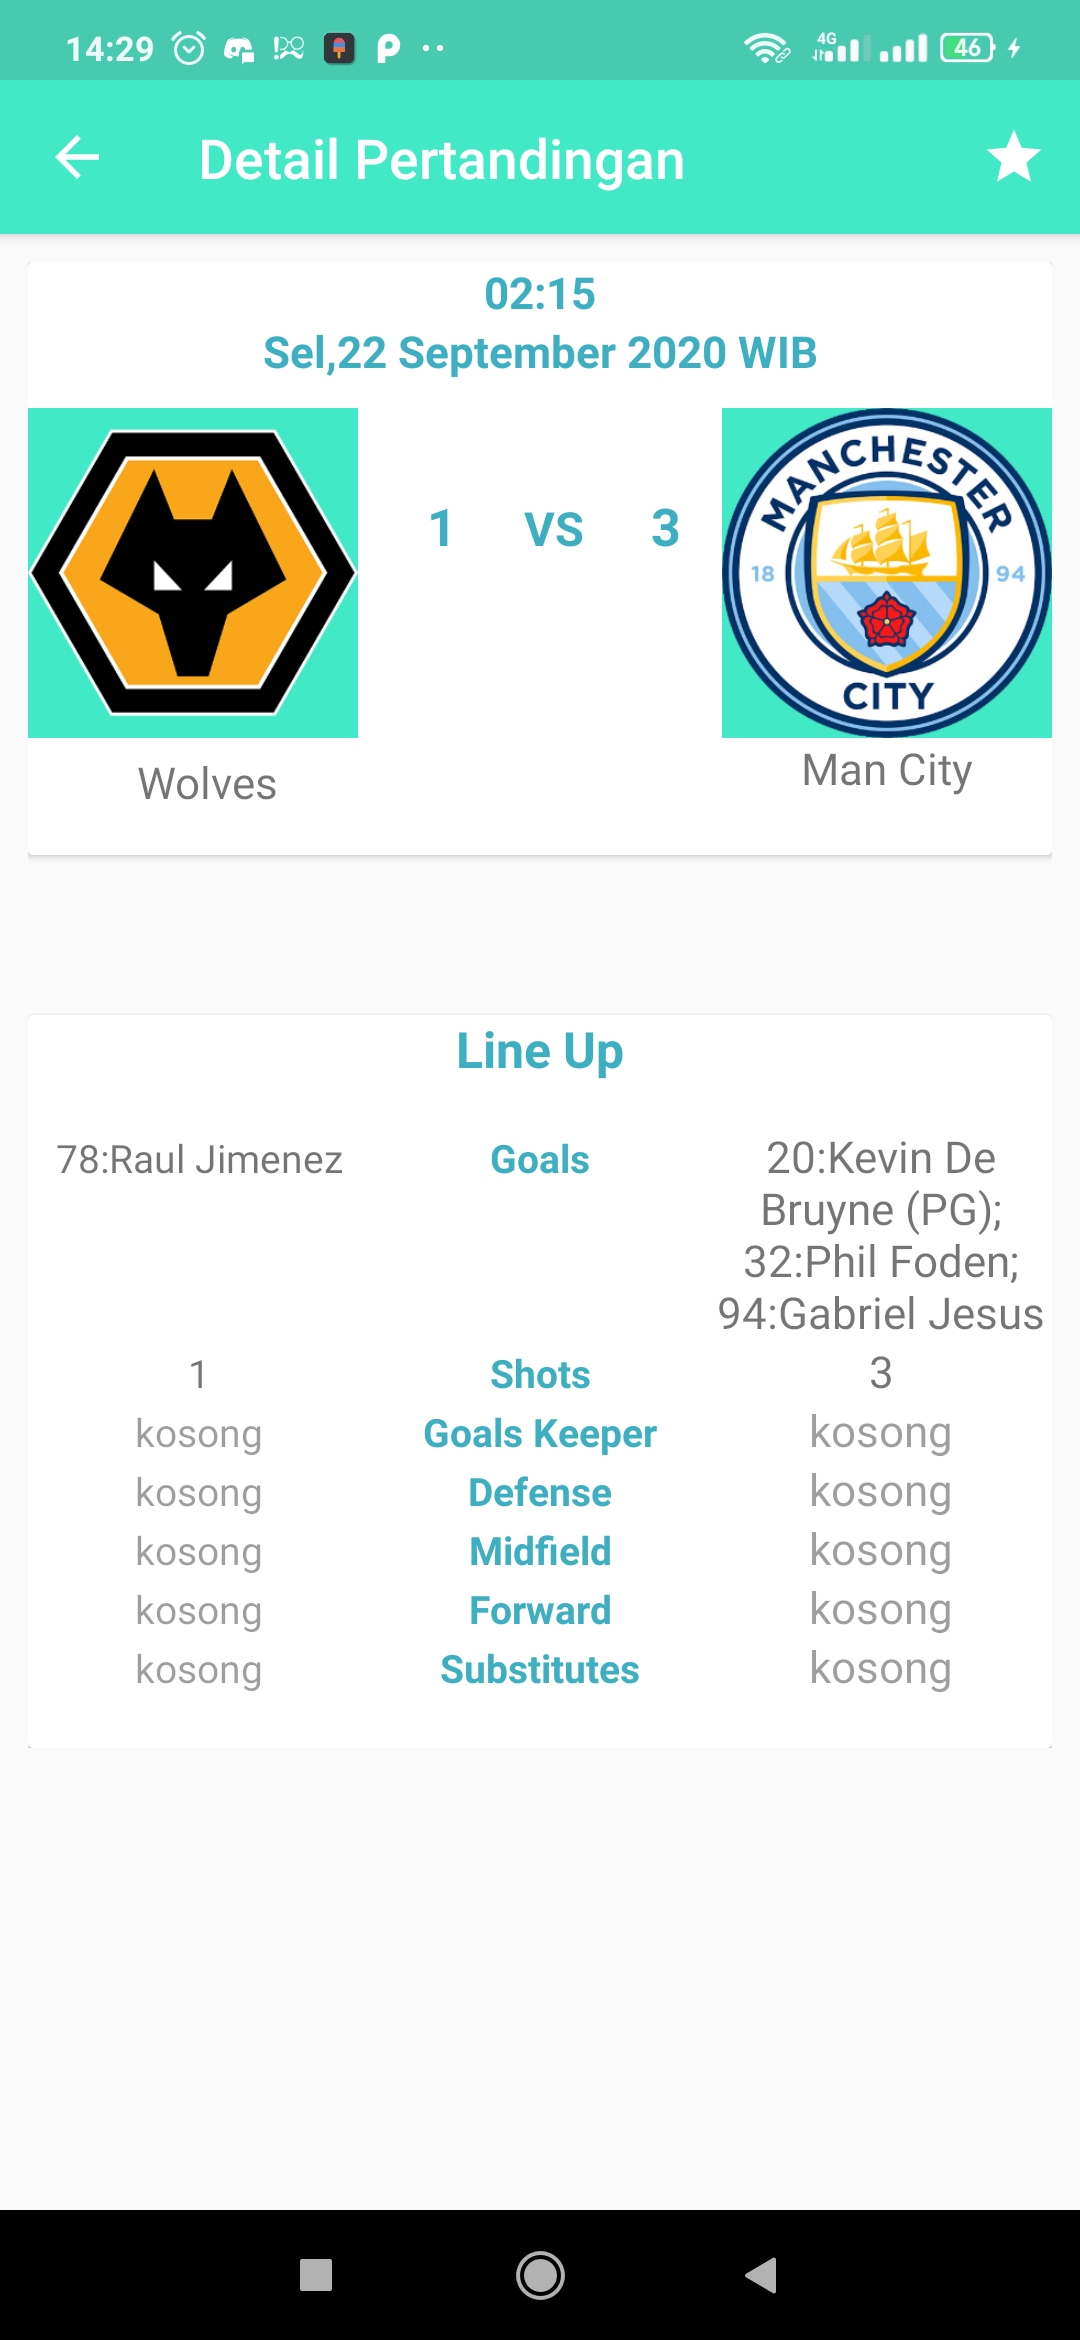 14:29
4G
46
Detail Pertandingan
02:15
Sel,22 September 2020 WIB
1 VS 3
MANCHESTER
18 94
CITY
Wolves
Man City
Line Up
78:Raul Jimenez
Goals
20:Kevin De
Bruyne (PG);
32:Phil Foden;
94:Gabriel Jesus
1 Shots 3
kosong Goals Keeper kosong
kosong Defense kosong
kosong Midfield kosong
kosong Forward kosong
kosong Substitutes kosong